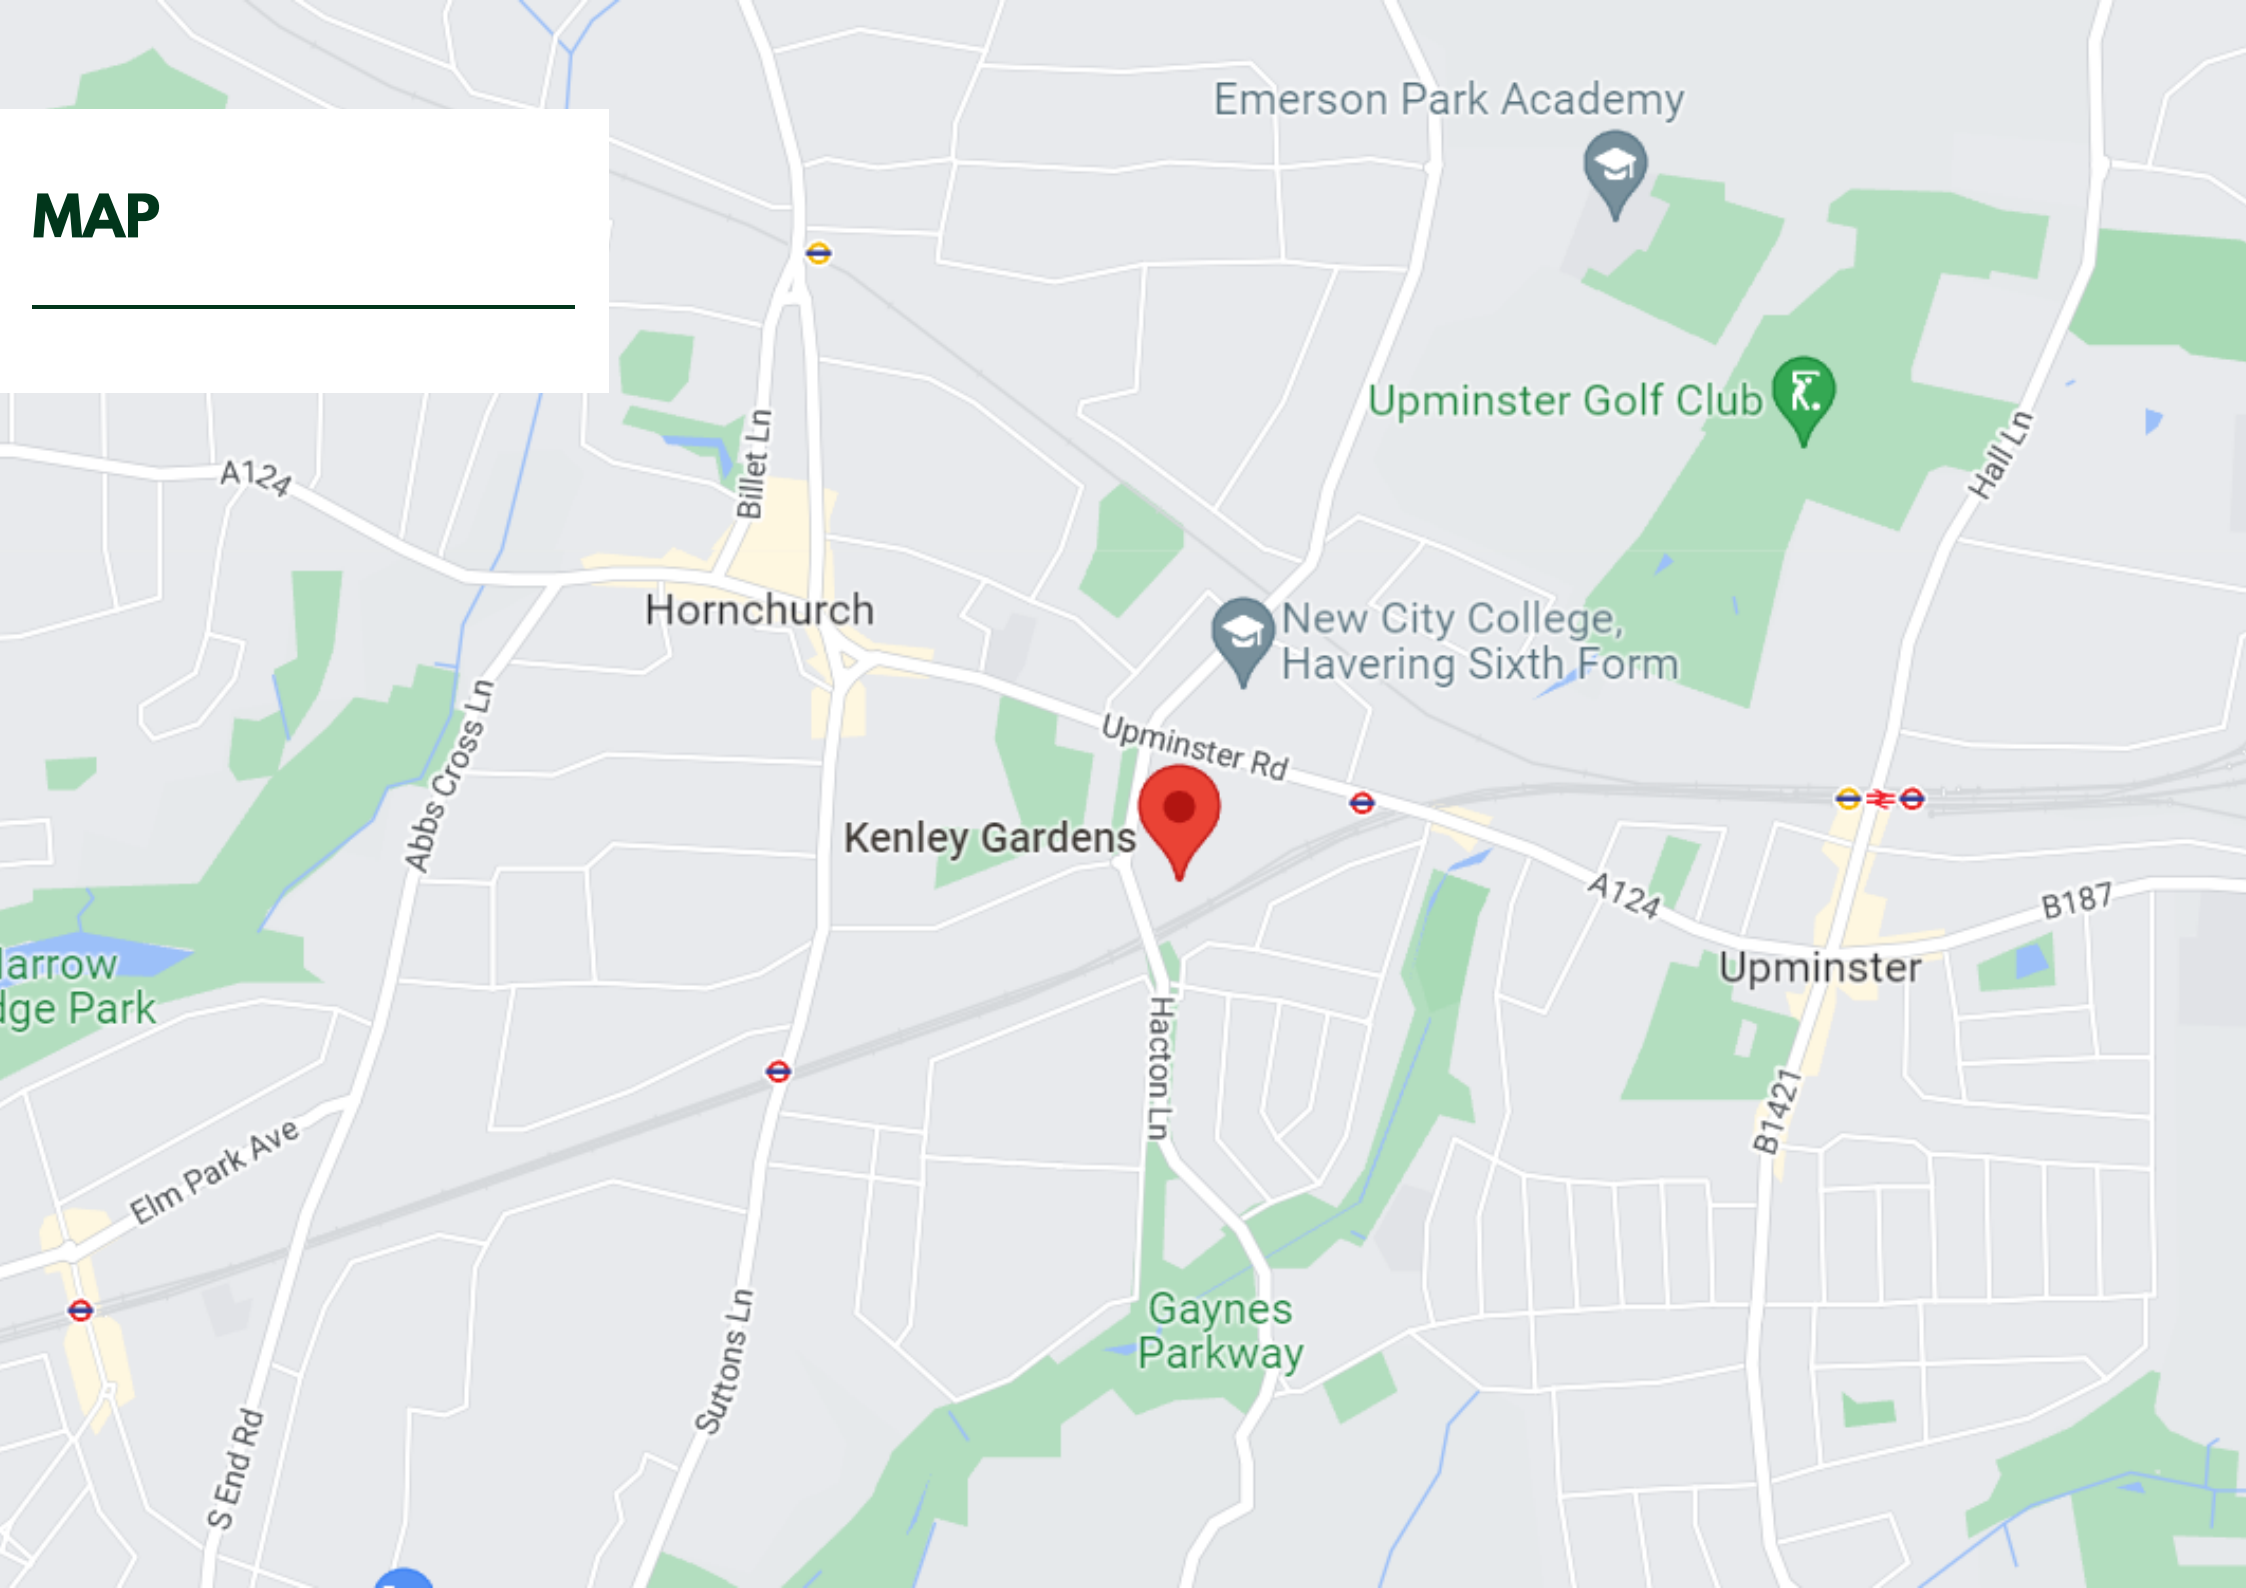 MAP
Emerson Park Academy
Upminster Golf Club
Hall Ln
A124
Billet Ln
Hornchurch
New City College,
Havering Sixth Form
Abbs Cross Ln
Upminster Rd
Kenley Gardens
A124
B187
Upminster
arrow
dge Park
Hacton Ln
B1421
Elm Park Ave
Gaynes
Parkway
Suttons Ln
S End Rd